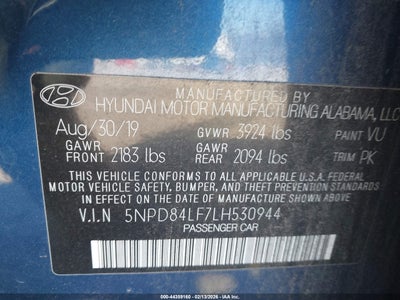 MANUFACTURED BY
HYUNDAI MOTOR MANUFACTURING ALABAMA, LLC
Aug/30/19 GVWR 3924 lbs PAINT VU
GAWR FRONT 2183 lbs GAWR REAR 2094 lbs TRIM PK
THIS VEHICLE CONFORMS TO ALL APPLICABLE U.S.A. FEDERAL
MOTOR VEHICLE SAFETY, BUMPER, AND THEFT PREVENTION
STANDARDS IN EFFECT ON THE DATE OF MANUFACTURE SHOWN ABOVE.
V.I.N 5NPD84LF7LH530944
PASSENGER CAR
000-44359160 - 02/13/2026 - COPYRIGHT © 2026 IAA, LLC.